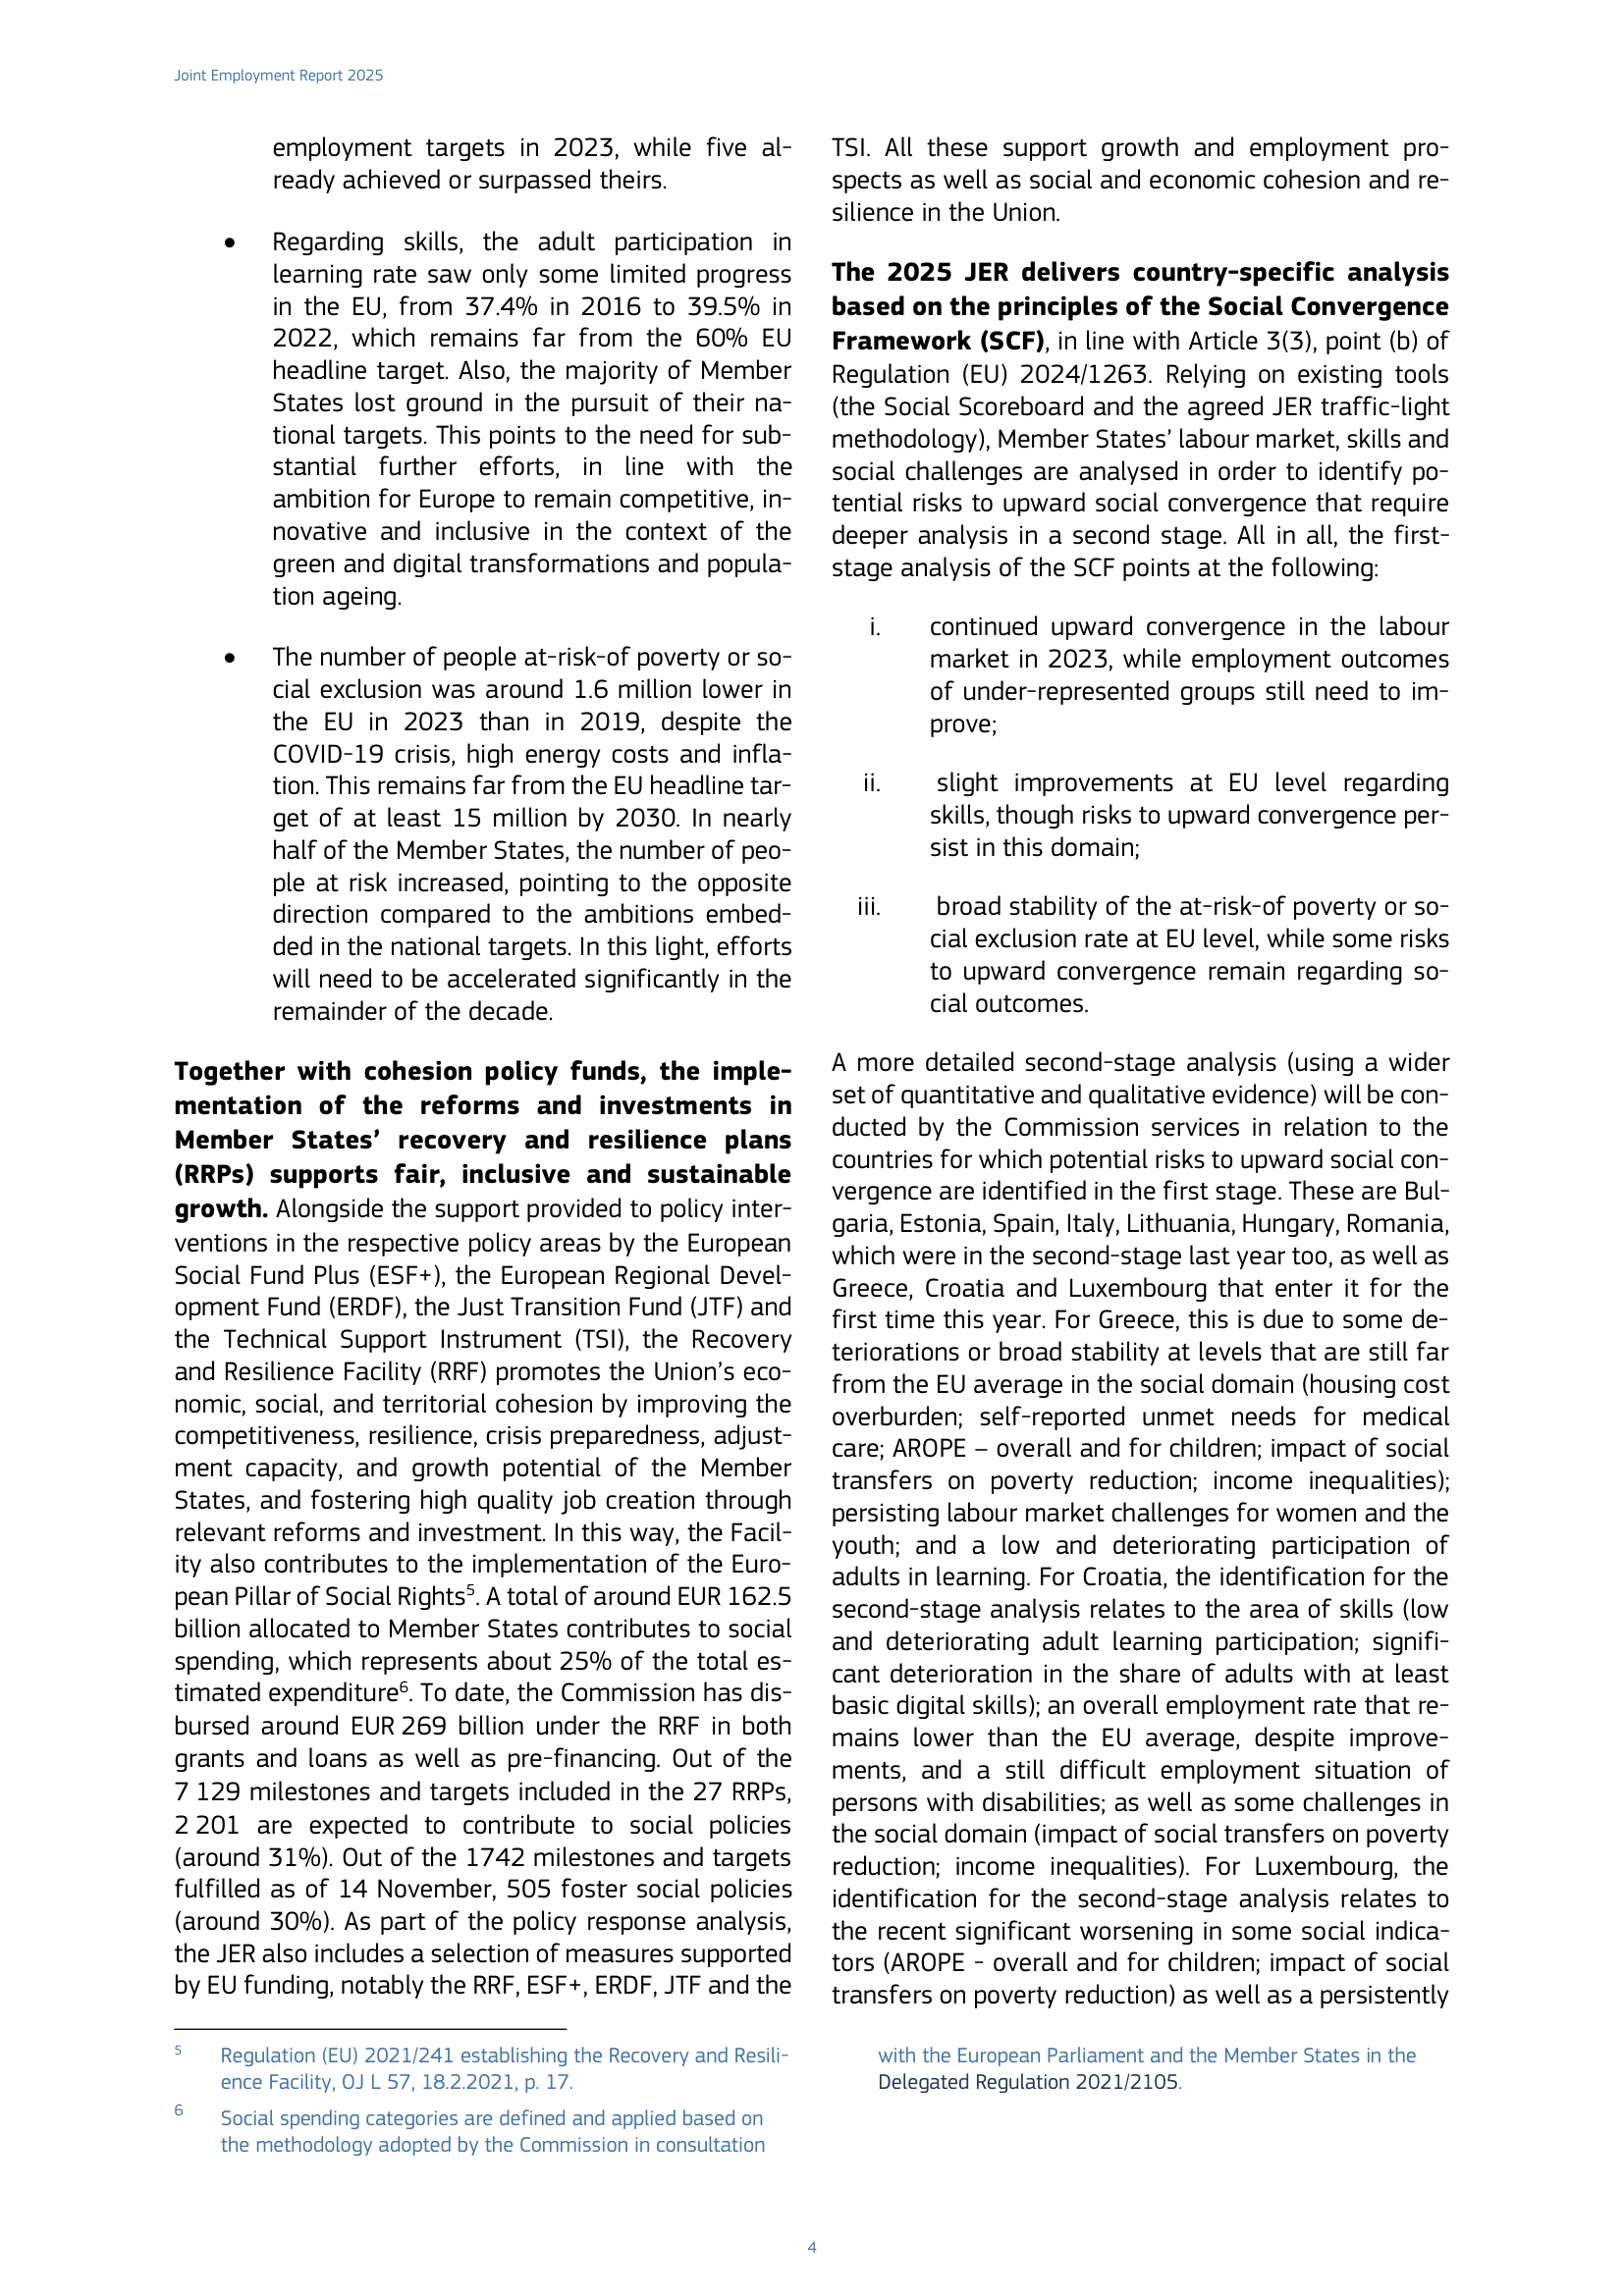 Joint Employment Report 2025
employment targets in 2023, while five al-
ready achieved or surpassed theirs.
• Regarding skills, the adult participation in
learning rate saw only some limited progress
in the EU, from 37.4% in 2016 to 39.5% in
2022, which remains far from the 60% EU
headline target. Also, the majority of Member
States lost ground in the pursuit of their na-
tional targets. This points to the need for sub-
stantial further efforts, in line with the
ambition for Europe to remain competitive, in-
novative and inclusive in the context of the
green and digital transformations and popula-
tion ageing.
• The number of people at-risk-of poverty or so-
cial exclusion was around 1.6 million lower in
the EU in 2023 than in 2019, despite the
COVID-19 crisis, high energy costs and infla-
tion. This remains far from the EU headline tar-
get of at least 15 million by 2030. In nearly
half of the Member States, the number of peo-
ple at risk increased, pointing to the opposite
direction compared to the ambitions embed-
ded in the national targets. In this light, efforts
will need to be accelerated significantly in the
remainder of the decade.
Together with cohesion policy funds, the imple-
mentation of the reforms and investments in
Member States’ recovery and resilience plans
(RRPs) supports fair, inclusive and sustainable
growth. Alongside the support provided to policy inter-
ventions in the respective policy areas by the European
Social Fund Plus (ESF+), the European Regional Devel-
opment Fund (ERDF), the Just Transition Fund (JTF) and
the Technical Support Instrument (TSI), the Recovery
and Resilience Facility (RRF) promotes the Union’s eco-
nomic, social, and territorial cohesion by improving the
competitiveness, resilience, crisis preparedness, adjust-
ment capacity, and growth potential of the Member
States, and fostering high quality job creation through
relevant reforms and investment. In this way, the Facil-
ity also contributes to the implementation of the Euro-
pean Pillar of Social Rights5. A total of around EUR 162.5
billion allocated to Member States contributes to social
spending, which represents about 25% of the total es-
timated expenditure6. To date, the Commission has dis-
bursed around EUR 269 billion under the RRF in both
grants and loans as well as pre-financing. Out of the
7 129 milestones and targets included in the 27 RRPs,
2 201 are expected to contribute to social policies
(around 31%). Out of the 1742 milestones and targets
fulfilled as of 14 November, 505 foster social policies
(around 30%). As part of the policy response analysis,
the JER also includes a selection of measures supported
by EU funding, notably the RRF, ESF+, ERDF, JTF and the
TSI. All these support growth and employment pro-
spects as well as social and economic cohesion and re-
silience in the Union.
The 2025 JER delivers country-specific analysis
based on the principles of the Social Convergence
Framework (SCF), in line with Article 3(3), point (b) of
Regulation (EU) 2024/1263. Relying on existing tools
(the Social Scoreboard and the agreed JER traffic-light
methodology), Member States’ labour market, skills and
social challenges are analysed in order to identify po-
tential risks to upward social convergence that require
deeper analysis in a second stage. All in all, the first-
stage analysis of the SCF points at the following:
i. continued upward convergence in the labour
market in 2023, while employment outcomes
of under-represented groups still need to im-
prove;
ii. slight improvements at EU level regarding
skills, though risks to upward convergence per-
sist in this domain;
iii. broad stability of the at-risk-of poverty or so-
cial exclusion rate at EU level, while some risks
to upward convergence remain regarding so-
cial outcomes.
A more detailed second-stage analysis (using a wider
set of quantitative and qualitative evidence) will be con-
ducted by the Commission services in relation to the
countries for which potential risks to upward social con-
vergence are identified in the first stage. These are Bul-
garia, Estonia, Spain, Italy, Lithuania, Hungary, Romania,
which were in the second-stage last year too, as well as
Greece, Croatia and Luxembourg that enter it for the
first time this year. For Greece, this is due to some de-
teriorations or broad stability at levels that are still far
from the EU average in the social domain (housing cost
overburden; self-reported unmet needs for medical
care; AROPE – overall and for children; impact of social
transfers on poverty reduction; income inequalities);
persisting labour market challenges for women and the
youth; and a low and deteriorating participation of
adults in learning. For Croatia, the identification for the
second-stage analysis relates to the area of skills (low
and deteriorating adult learning participation; signifi-
cant deterioration in the share of adults with at least
basic digital skills); an overall employment rate that re-
mains lower than the EU average, despite improve-
ments, and a still difficult employment situation of
persons with disabilities; as well as some challenges in
the social domain (impact of social transfers on poverty
reduction; income inequalities). For Luxembourg, the
identification for the second-stage analysis relates to
the recent significant worsening in some social indica-
tors (AROPE - overall and for children; impact of social
transfers on poverty reduction) as well as a persistently
5 Regulation (EU) 2021/241 establishing the Recovery and Resili-
ence Facility, OJ L 57, 18.2.2021, p. 17.
6 Social spending categories are defined and applied based on
the methodology adopted by the Commission in consultation
with the European Parliament and the Member States in the
Delegated Regulation 2021/2105.
4